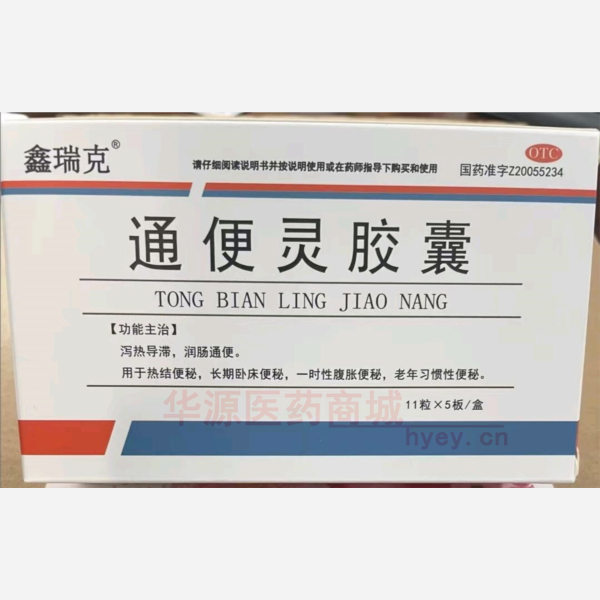 鑫瑞克®
请仔细阅读说明书并按说明使用或在药师指导下购买和使用
OTC
国药准字Z20055234
通便灵胶囊
TONG BIAN LING JIAO NANG
【功能主治】
泻热导滞，润肠通便。
用于热结便秘，长期卧床便秘，一时性腹胀便秘，老年习惯性便秘。
11粒×5板/盒
华源医药商城
hyey.cn